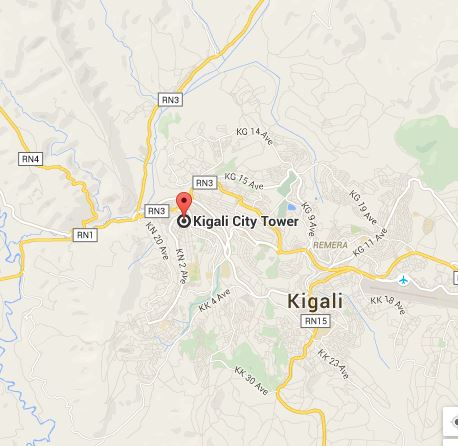 RN3
KG 14 Ave
RN4
KG 15 Ave
RN3
RN3
Kigali City Tower
KG 9 Ave
KG 19 Ave
RN1
KN 20 Ave
KN 2 Ave
REMERA
KG 11 Ave
KK 4 Ave
Kigali
KK 18 Ave
RN15
KK 23 Ave
KK 30 Ave